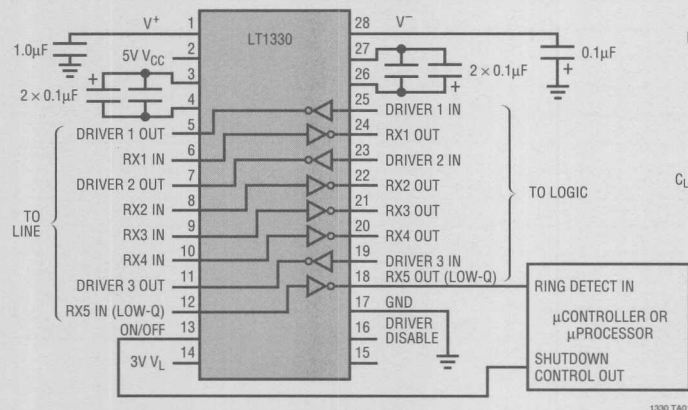 V+ 1 LT1330 28 V−
1.0µF
5V VCC 2 27
0.1µF
3
2 × 0.1µF 26 2 × 0.1µF
4 25 DRIVER 1 IN
DRIVER 1 OUT 5 24 RX1 OUT
RX1 IN 6 23 DRIVER 2 IN
DRIVER 2 OUT 7 22 RX2 OUT
RX2 IN 8 21 RX3 OUT
TO LOGIC
CL
TO
LINE
RX3 IN 9 20 RX4 OUT
RX4 IN 10 19 DRIVER 3 IN
DRIVER 3 OUT 11 18 RX5 OUT (LOW-Q)
RING DETECT IN
RX5 IN (LOW-Q) 12 17 GND
ON/OFF 13 16 DRIVER
DISABLE
µCONTROLLER OR
µPROCESSOR
3V VL 14 15
SHUTDOWN
CONTROL OUT
1330 TA0